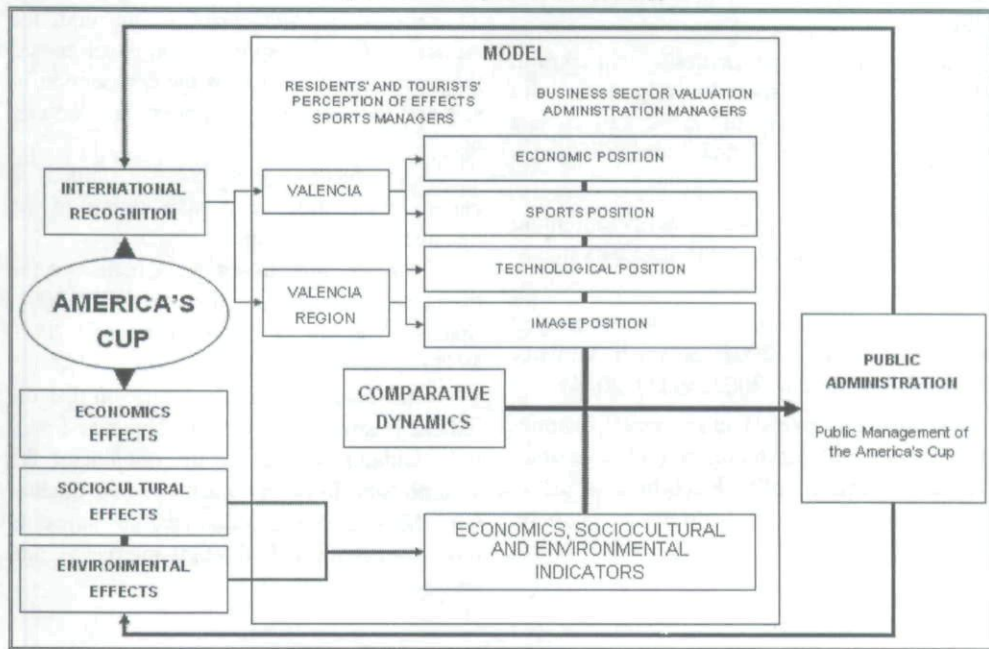 MODEL
RESIDENTS' AND TOURISTS'
PERCEPTION OF EFFECTS
SPORTS MANAGERS
BUSINESS SECTOR VALUATION
ADMINISTRATION MANAGERS
INTERNATIONAL
RECOGNITION
VALENCIA
VALENCIA
REGION
ECONOMIC POSITION
SPORTS POSITION
TECHNOLOGICAL POSITION
IMAGE POSITION
AMERICA'S
CUP
COMPARATIVE
DYNAMICS
PUBLIC
ADMINISTRATION
Public Management of
the America's Cup
ECONOMICS
EFFECTS
SOCIOCULTURAL
EFFECTS
ENVIRONMENTAL
EFFECTS
ECONOMICS, SOCIOCULTURAL
AND ENVIRONMENTAL
INDICATORS